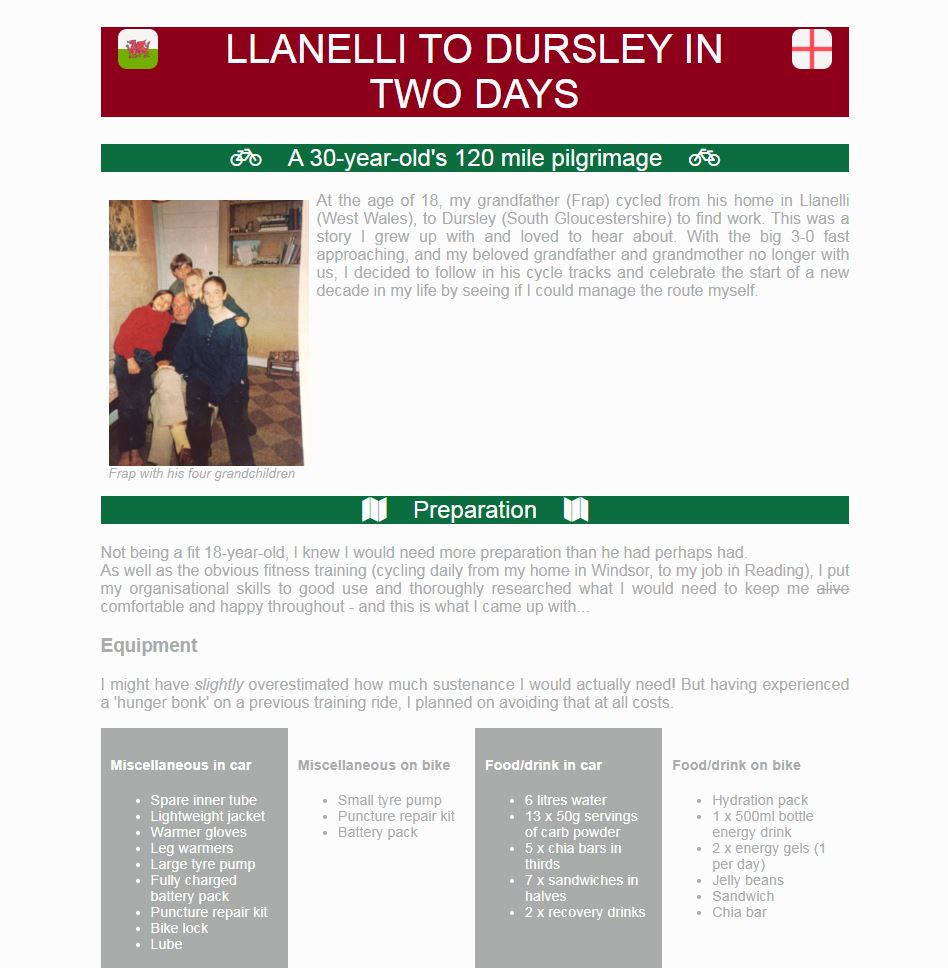 LLANELLI TO DURSLEY IN
TWO DAYS
A 30-year-old's 120 mile pilgrimage
At the age of 18, my grandfather (Frap) cycled from his home in Llanelli
(West Wales), to Dursley (South Gloucestershire) to find work. This was a
story I grew up with and loved to hear about. With the big 3-0 fast
approaching, and my beloved grandfather and grandmother no longer with
us, I decided to follow in his cycle tracks and celebrate the start of a new
decade in my life by seeing if I could manage the route myself.
Frap with his four grandchildren
Preparation
Not being a fit 18-year-old, I knew I would need more preparation than he had perhaps had.
As well as the obvious fitness training (cycling daily from my home in Windsor, to my job in Reading), I put
my organisational skills to good use and thoroughly researched what I would need to keep me alive
comfortable and happy throughout - and this is what I came up with...
Equipment
I might have slightly overestimated how much sustenance I would actually need! But having experienced
a 'hunger bonk' on a previous training ride, I planned on avoiding that at all costs.
Miscellaneous in car
Spare inner tube
Lightweight jacket
Warmer gloves
Leg warmers
Large tyre pump
Fully charged
battery pack
Puncture repair kit
Bike lock
Lube
Miscellaneous on bike
Small tyre pump
Puncture repair kit
Battery pack
Food/drink in car
6 litres water
13 x 50g servings
of carb powder
5 x chia bars in
thirds
7 x sandwiches in
halves
2 x recovery drinks
Food/drink on bike
Hydration pack
1 x 500ml bottle
energy drink
2 x energy gels (1
per day)
Jelly beans
Sandwich
Chia bar